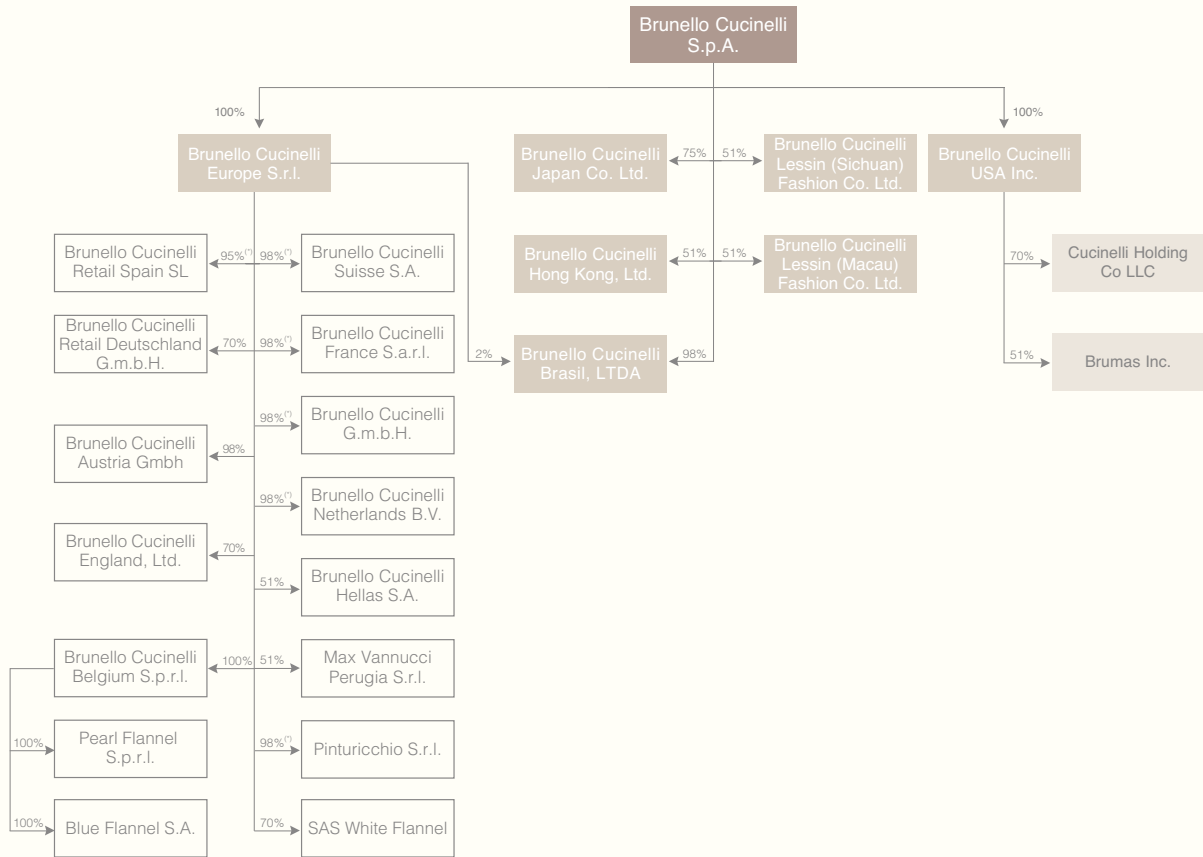 Brunello Cucinelli
S.p.A.
100%
100%
Brunello Cucinelli
Europe S.r.l.
Brunello Cucinelli
Japan Co. Ltd.
75%
51%
Brunello Cucinelli
Lessin (Sichuan)
Fashion Co. Ltd.
Brunello Cucinelli
USA Inc.
Brunello Cucinelli
Retail Spain SL
95%(*)
98%(*)
Brunello Cucinelli
Suisse S.A.
Brunello Cucinelli
Hong Kong, Ltd.
51%
51%
Brunello Cucinelli
Lessin (Macau)
Fashion Co. Ltd.
70%
Cucinelli Holding
Co LLC
Brunello Cucinelli
Retail Deutschland
G.m.b.H.
70%
98%(*)
Brunello Cucinelli
France S.a.r.l.
2%
Brunello Cucinelli
Brasil, LTDA
98%
51%
Brumas Inc.
98%(*)
Brunello Cucinelli
G.m.b.H.
Brunello Cucinelli
Austria Gmbh
98%
98%(*)
Brunello Cucinelli
Netherlands B.V.
Brunello Cucinelli
England, Ltd.
70%
51%
Brunello Cucinelli
Hellas S.A.
Brunello Cucinelli
Belgium S.p.r.l.
100%
51%
Max Vannucci
Perugia S.r.l.
100%
Pearl Flannel
S.p.r.l.
98%(*)
Pinturicchio S.r.l.
100%
Blue Flannel S.A.
70%
SAS White Flannel